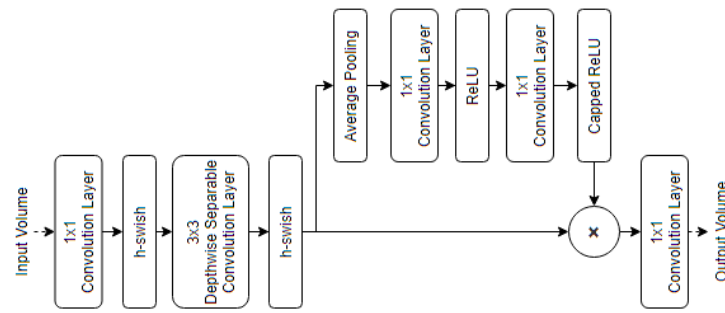 Input Volume
1x1
Convolution Layer
h-swish
3x3
Depthwise Separable
Convolution Layer
h-swish
Average Pooling
1x1
Convolution Layer
ReLU
1x1
Convolution Layer
Capped ReLU
×
1x1
Convolution Layer
Output Volume